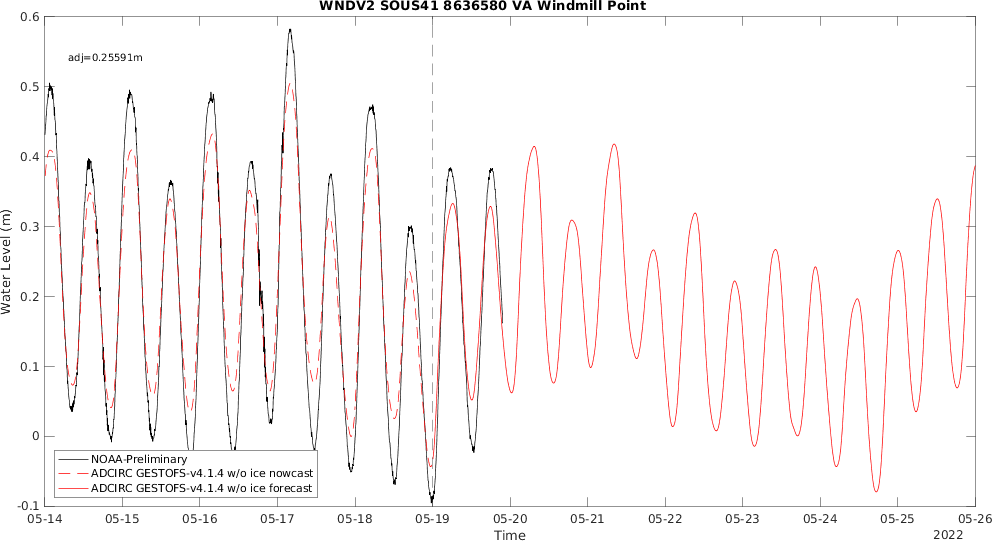 WNDV2 SOUS41 8636580 VA Windmill Point
adj=0.25591m
Water Level (m)
0.6
0.5
0.4
0.3
0.2
0.1
0
-0.1
NOAA-Preliminary
ADCIRC GESTOFS-v4.1.4 w/o ice nowcast
ADCIRC GESTOFS-v4.1.4 w/o ice forecast
05-14 05-15 05-16 05-17 05-18 05-19 05-20 05-21 05-22 05-23 05-24 05-25 05-26
Time
2022